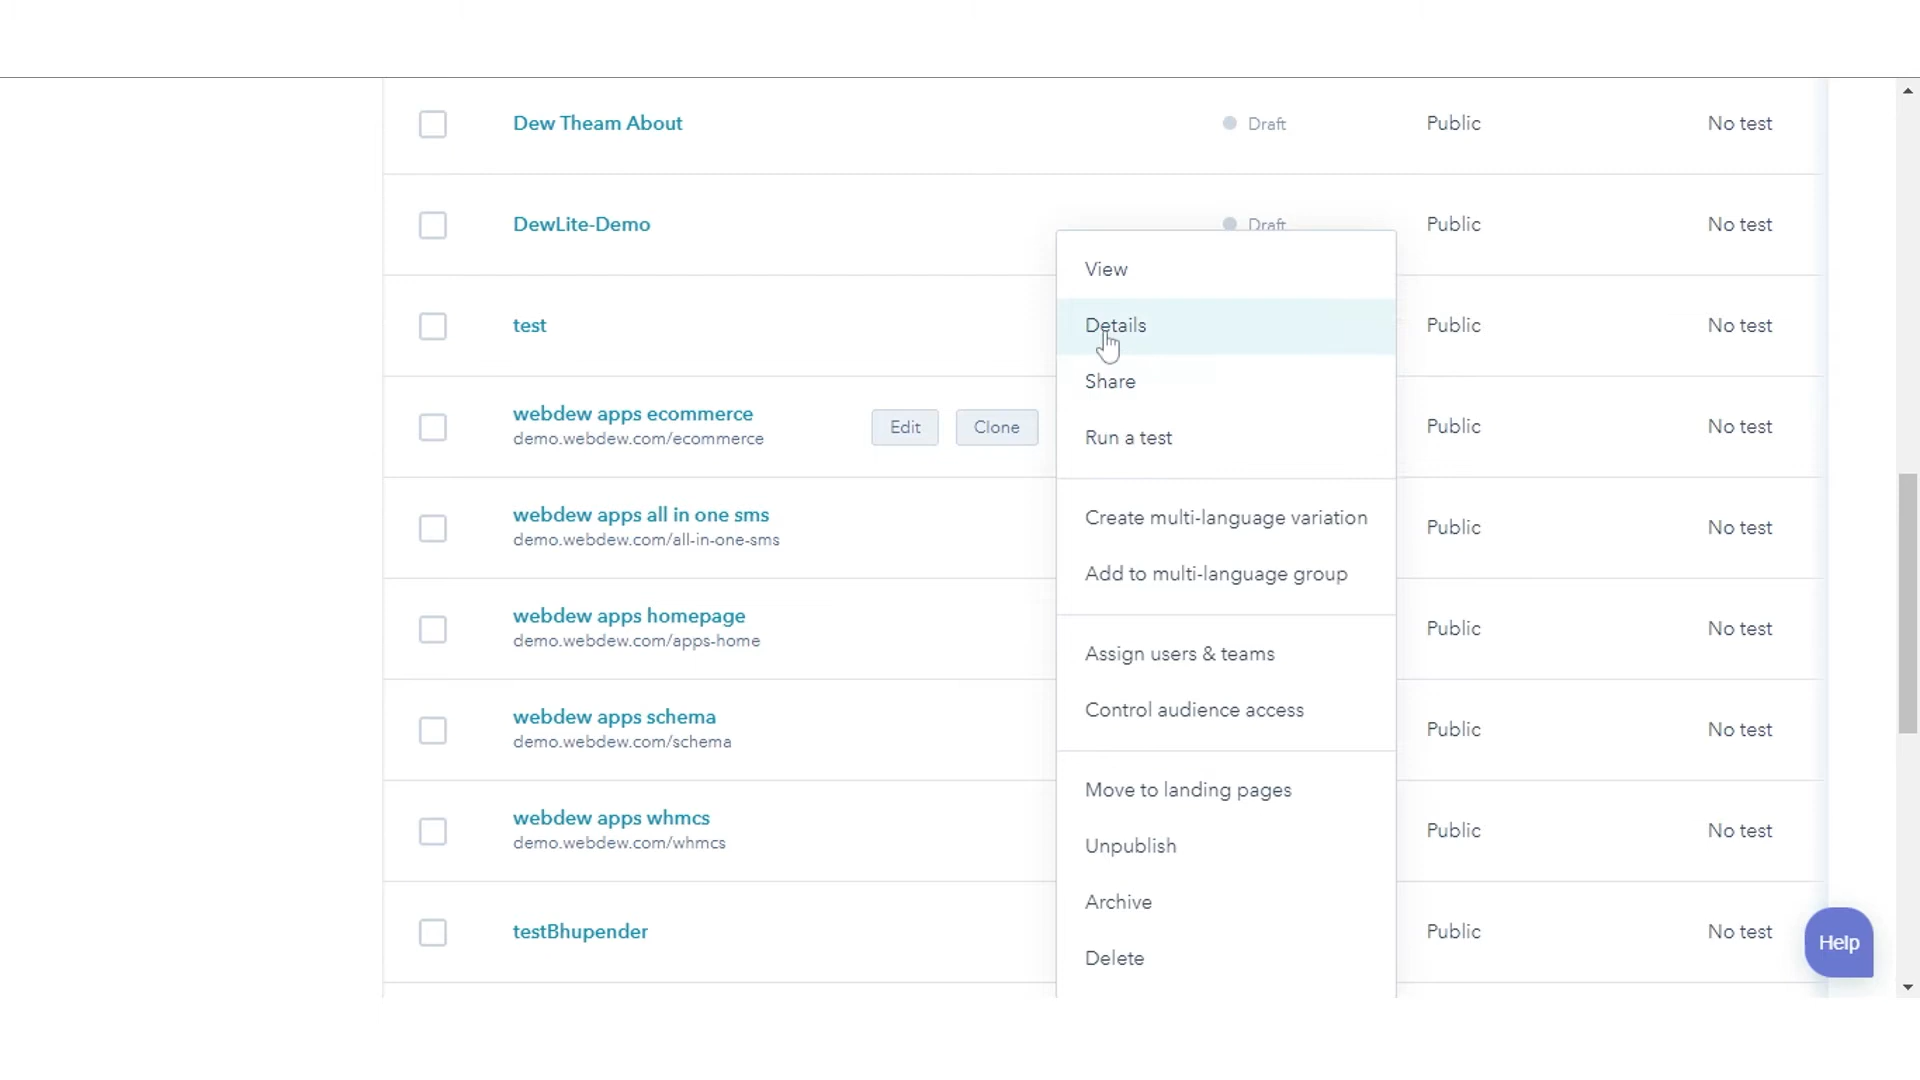 Dew Theam About Draft Public No test
DewLite-Demo Draft Public No test
View
test Details Public No test
Share
webdew apps ecommerce
demo.webdew.com/ecommerce
Edit Clone Run a test Public No test
webdew apps all in one sms
demo.webdew.com/all-in-one-sms
Create multi-language variation Public No test
Add to multi-language group
webdew apps homepage
demo.webdew.com/apps-home
Public No test
Assign users & teams
webdew apps schema
demo.webdew.com/schema
Control audience access Public No test
Move to landing pages
webdew apps whmcs
demo.webdew.com/whmcs
Unpublish Public No test
Archive
testBhupender Public No test
Delete
Help